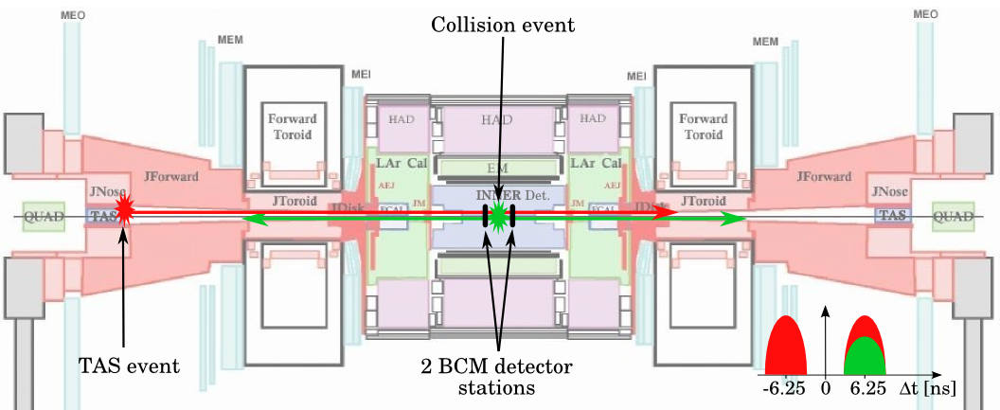 Collision event
MEO
MEO
MEM
MEM
MEI
MEI
HAD
HAD
HAD
Forward
Toroid
Forward
Toroid
LAr Cal
EM
LAr Cal
JForward
JForward
AEJ
AEJ
JNose
JNose
INNER Det.
JToroid
JToroid
JDisk
JDisk
JM
JM
FCAL
FCAL
QUAD
TAS
TAS
QUAD
TAS event
2 BCM detector
stations
-6.25 0 6.25 Δt [ns]